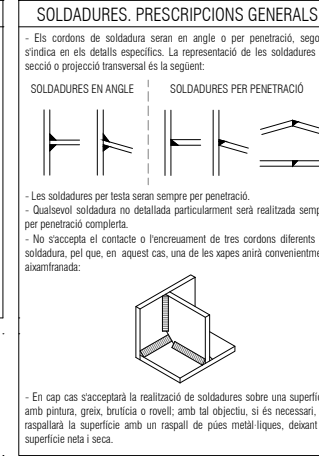 SOLDADURES. PRESCRIPCIONS GENERALS
- Els cordons de soldadura seran en angle o per penetració, sego
s'indica en els detalls específics. La representació de les soldadures
secció o projecció transversal és la següent:
SOLDADURES EN ANGLE SOLDADURES PER PENETRACIÓ
- Les soldadures per testa seran sempre per penetració.
- Qualsevol soldadura no detallada particularment serà realitzada semp
per penetració complerta.
- No s'accepta el contacte o l'encreuament de tres cordons diferents
soldadura, pel que, en aquest cas, una de les xapes anirà convenientme
aixamfranada:
- En cap cas s'acceptarà la realització de soldadures sobre una superfíc
amb pintura, greix, brutícia o rovell; amb tal objectiu, si és necessari,
raspallarà la superfície amb un raspall de púes metàl·liques, deixant
superfície neta i seca.